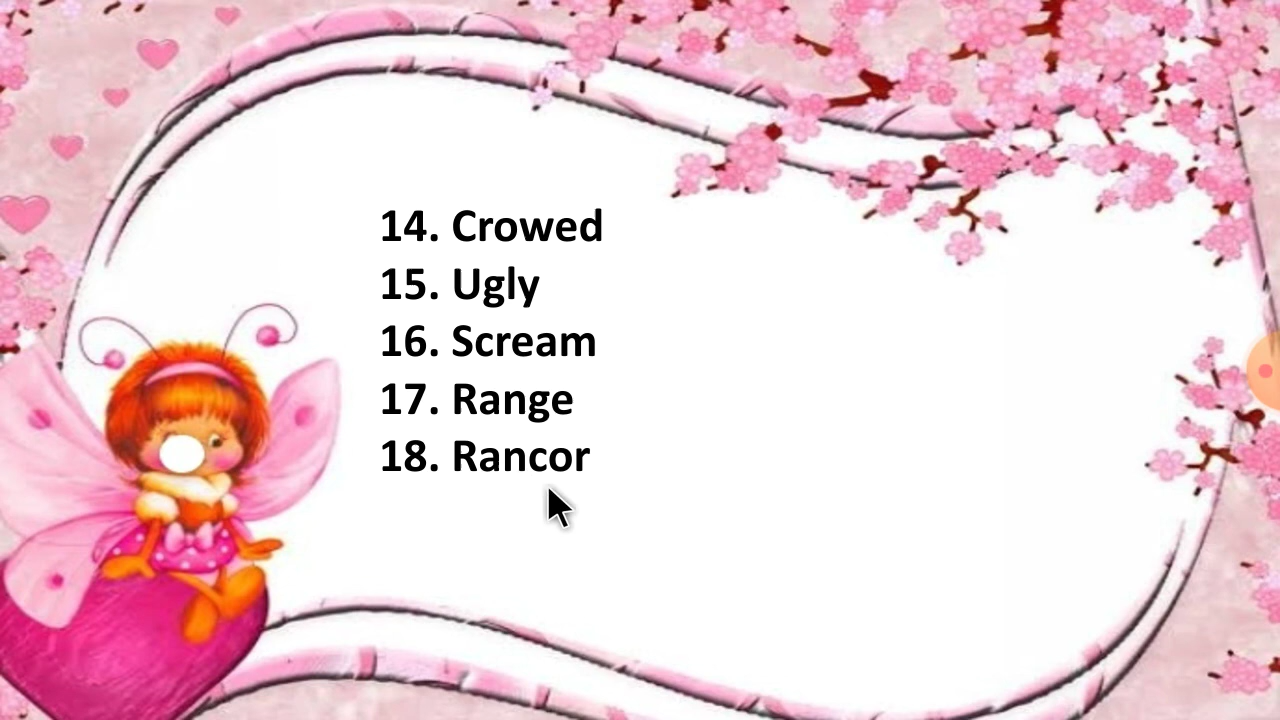 14. Crowed
15. Ugly
16. Scream
17. Range
18. Rancor